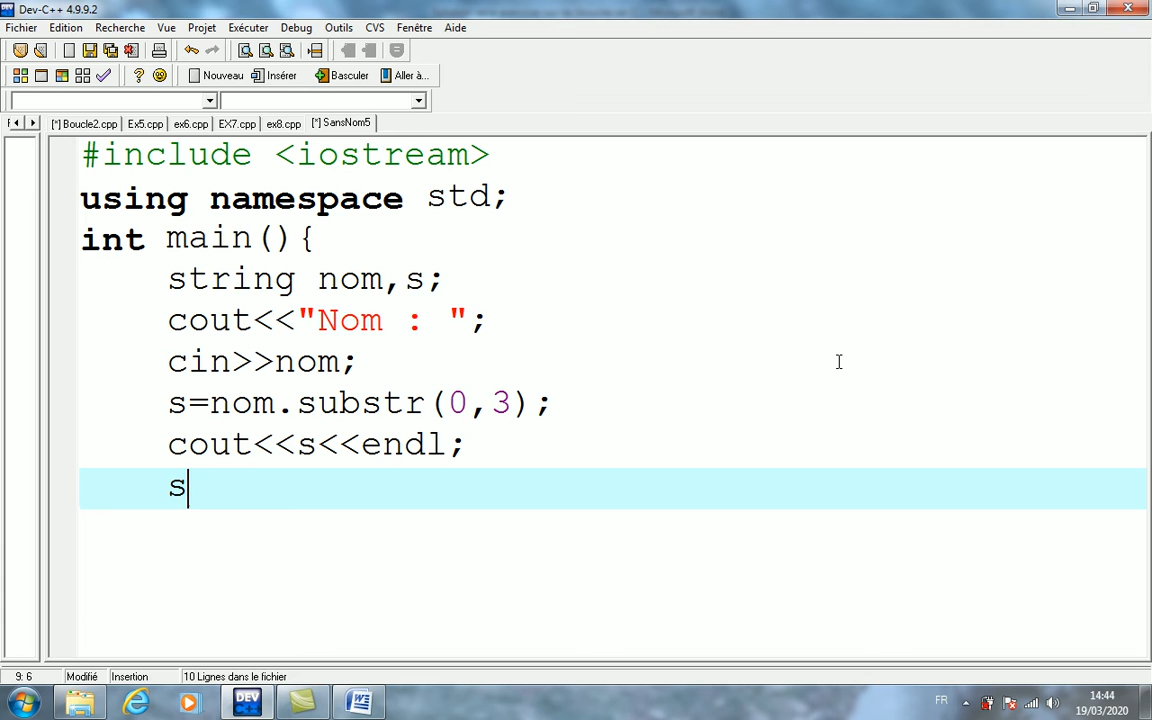 Dev-C++ 4.9.9.2
Fichier Edition Recherche Vue Projet Exécuter Debug Outils CVS Fenêtre Aide
Nouveau Insérer Basculer Aller à...
[*] Boucle2.cpp Ex5.cpp ex6.cpp EX7.cpp ex8.cpp [*] SansNom5
#include <iostream>
using namespace std;
int main(){
string nom,s;
cout<<"Nom : ";
cin>>nom;
s=nom.substr(0,3);
cout<<s<<endl;
s
9: 6 Modifié Insertion 10 Lignes dans le fichier
FR 14:44
19/03/2020